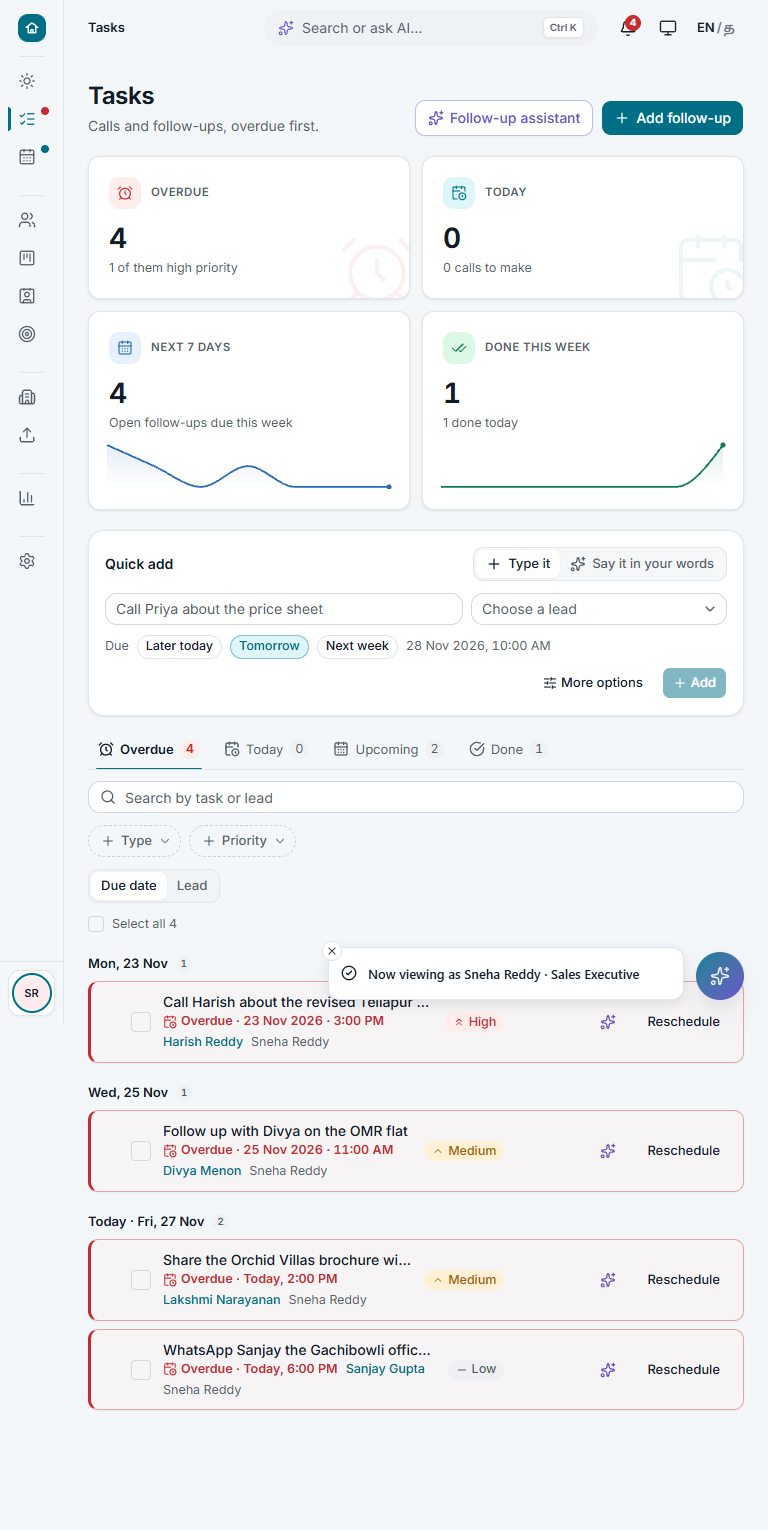 Tasks
Search or ask AI...
Ctrl K
4
EN / த
Tasks
Calls and follow-ups, overdue first.
Follow-up assistant
Add follow-up
OVERDUE
4
1 of them high priority
TODAY
0
0 calls to make
NEXT 7 DAYS
4
Open follow-ups due this week
DONE THIS WEEK
1
1 done today
Quick add
Type it
Say it in your words
Call Priya about the price sheet
Choose a lead
Due
Later today
Tomorrow
Next week
28 Nov 2026, 10:00 AM
More options
Add
Overdue 4
Today 0
Upcoming 2
Done 1
Search by task or lead
Type
Priority
Due date
Lead
Select all 4
Mon, 23 Nov 1
Now viewing as Sneha Reddy · Sales Executive
SR
Call Harish about the revised Tellapur ...
Overdue · 23 Nov 2026 · 3:00 PM
High
Reschedule
Harish Reddy Sneha Reddy
Wed, 25 Nov 1
Follow up with Divya on the OMR flat
Overdue · 25 Nov 2026 · 11:00 AM
Medium
Reschedule
Divya Menon Sneha Reddy
Today · Fri, 27 Nov 2
Share the Orchid Villas brochure wi...
Overdue · Today, 2:00 PM
Medium
Reschedule
Lakshmi Narayanan Sneha Reddy
WhatsApp Sanjay the Gachibowli offic...
Overdue · Today, 6:00 PM Sanjay Gupta
Low
Reschedule
Sneha Reddy